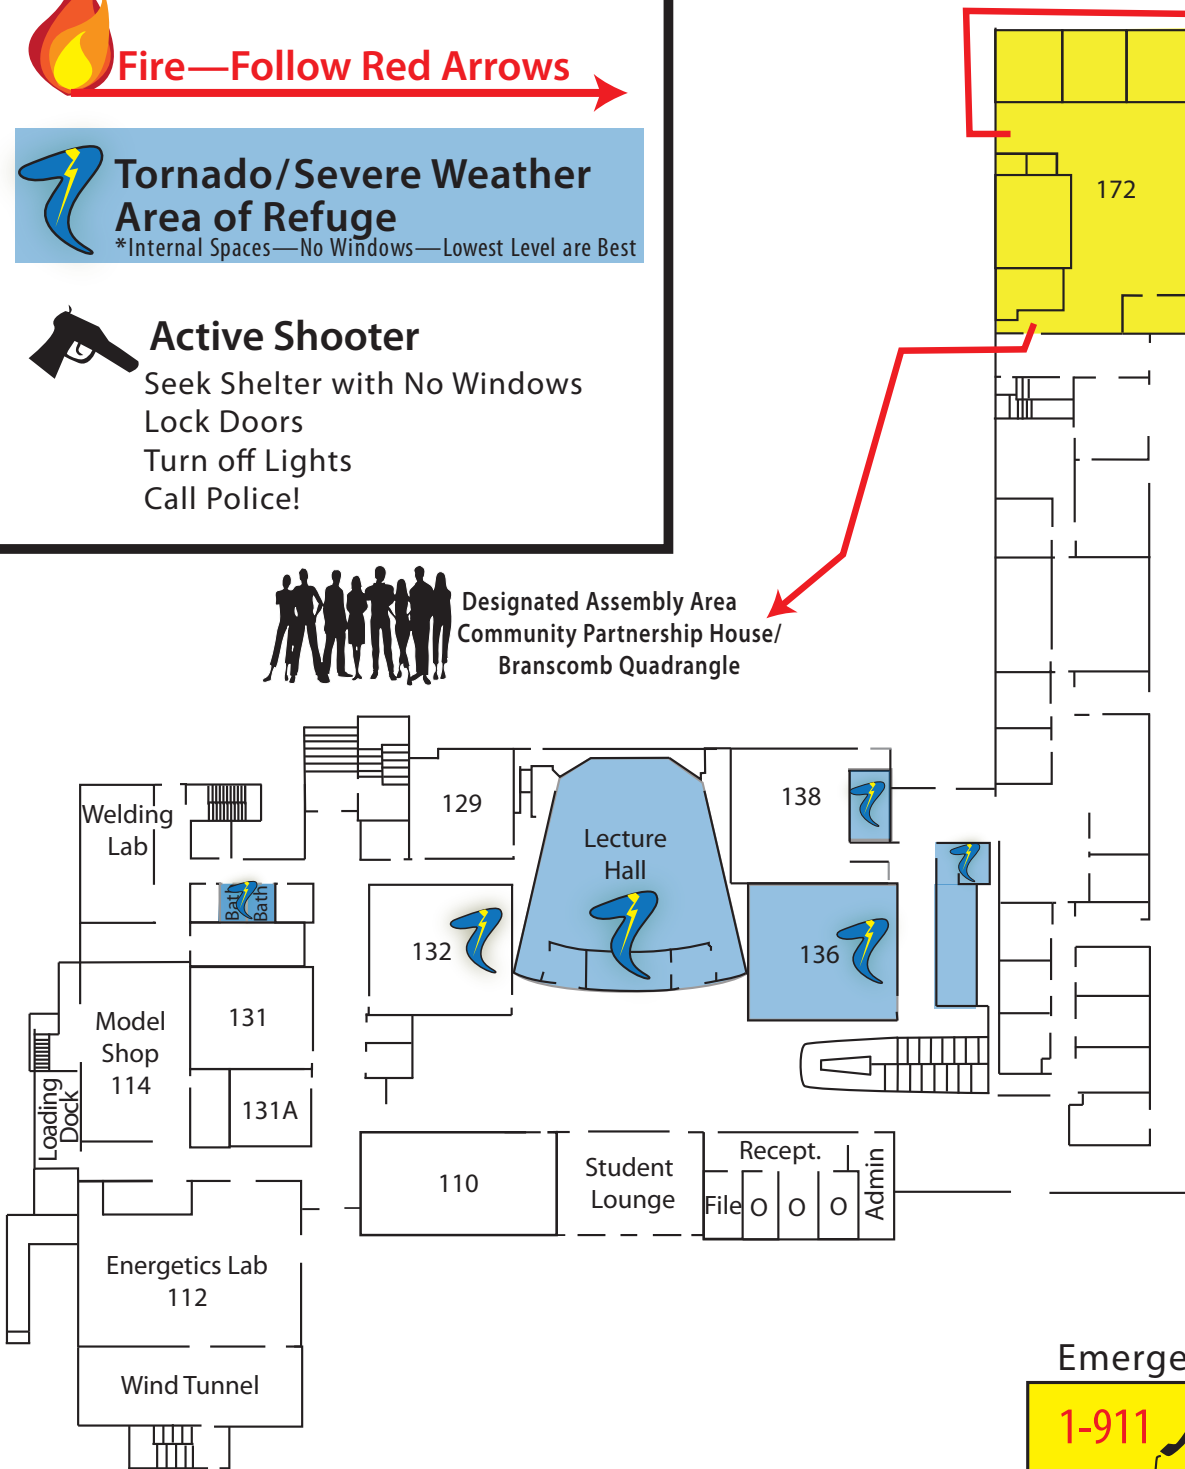 Fire—Follow Red Arrows
Tornado/Severe Weather
Area of Refuge
*Internal Spaces—No Windows—Lowest Level are Best
Active Shooter
Seek Shelter with No Windows
Lock Doors
Turn off Lights
Call Police!
172
Designated Assembly Area
Community Partnership House/
Branscomb Quadrangle
Welding
Lab
129
Lecture
Hall
138
Bath
Bath
132
136
Model
Shop
114
131
131A
Loading
Dock
110
Student
Lounge
Recept.
File
O
O
O
Admin
Energetics Lab
112
Wind Tunnel
Emerge
1-911